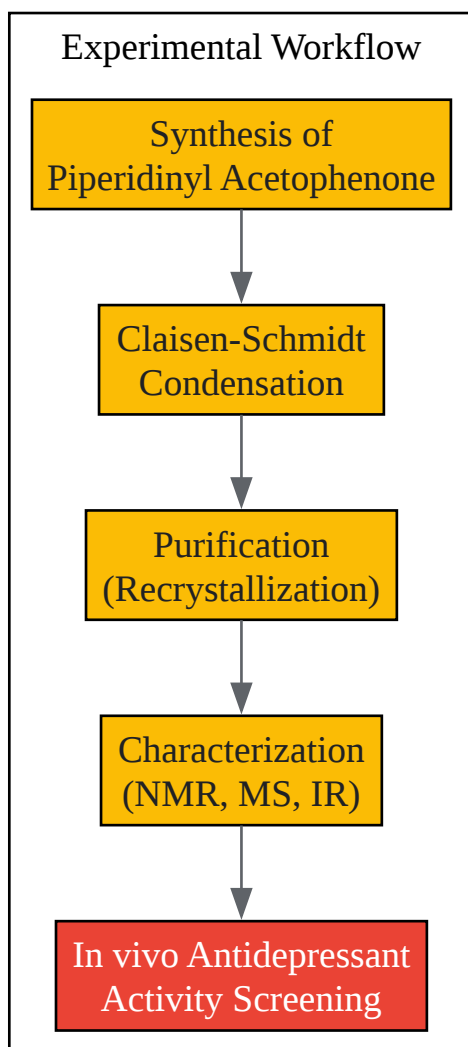 Experimental Workflow
Synthesis of
Piperidinyl Acetophenone
Claisen-Schmidt
Condensation
Purification
(Recrystallization)
Characterization
(NMR, MS, IR)
In vivo Antidepressant
Activity Screening